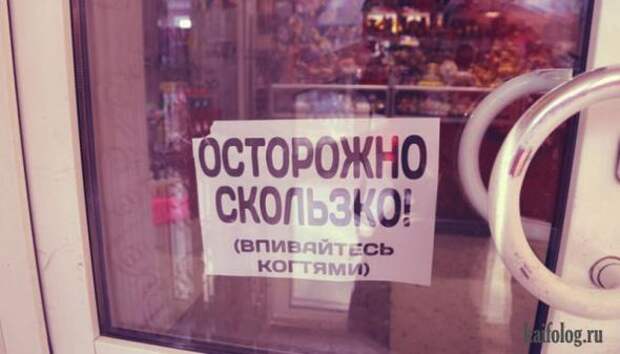 ОСТОРОЖНО
СКОЛЬЗКО!
(ВПИВАЙТЕСЬ
КОГТЯМИ)
kaifolog.ru